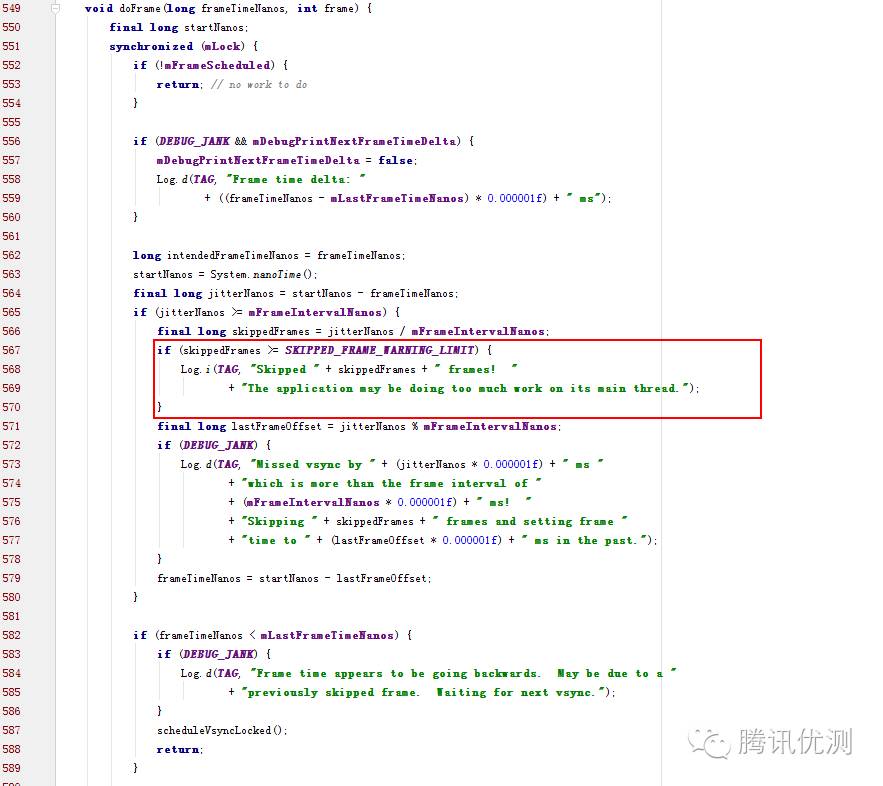 549 void doFrame(long frameTimeNanos, int frame) {
550 final long startNanos;
551 synchronized (mLock) {
552 if (!mFrameScheduled) {
553 return; // no work to do
554 }
555
556 if (DEBUG_JANK && mDebugPrintNextFrameTimeDelta) {
557 mDebugPrintNextFrameTimeDelta = false;
558 Log.d(TAG, "Frame time delta: "
559 + ((frameTimeNanos - mLastFrameTimeNanos) * 0.000001f) + " ms");
560 }
561
562 long intendedFrameTimeNanos = frameTimeNanos;
563 startNanos = System.nanoTime();
564 final long jitterNanos = startNanos - frameTimeNanos;
565 if (jitterNanos >= mFrameIntervalNanos) {
566 final long skippedFrames = jitterNanos / mFrameIntervalNanos;
567 if (skippedFrames >= SKIPPED_FRAME_WARNING_LIMIT) {
568 Log.i(TAG, "Skipped " + skippedFrames + " frames!  "
569 + "The application may be doing too much work on its main thread.");
570 }
571 final long lastFrameOffset = jitterNanos % mFrameIntervalNanos;
572 if (DEBUG_JANK) {
573 Log.d(TAG, "Missed vsync by " + (jitterNanos * 0.000001f) + " ms "
574 + "which is more than the frame interval of "
575 + (mFrameIntervalNanos * 0.000001f) + " ms!  "
576 + "Skipping " + skippedFrames + " frames and setting frame "
577 + "time to " + (lastFrameOffset * 0.000001f) + " ms in the past.");
578 }
579 frameTimeNanos = startNanos - lastFrameOffset;
580 }
581
582 if (frameTimeNanos < mLastFrameTimeNanos) {
583 if (DEBUG_JANK) {
584 Log.d(TAG, "Frame time appears to be going backwards.  May be due to a "
585 + "previously skipped frame.  Waiting for next vsync.");
586 }
587 scheduleVsyncLocked();
588 return;
589 }
腾讯优测